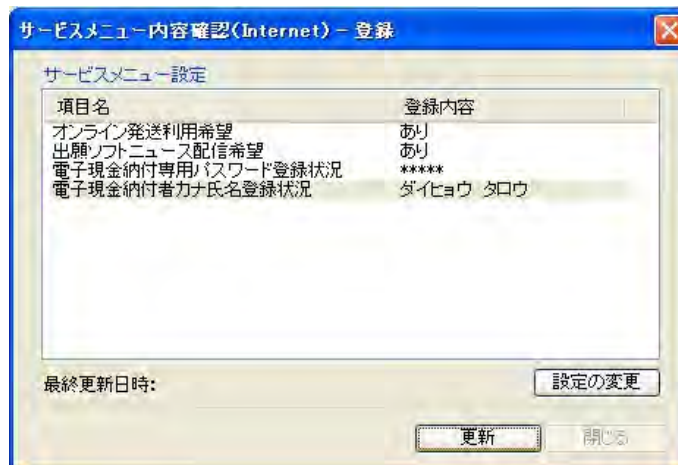 サービスメニュー内容確認(Internet) - 登録
サービスメニュー設定
項目名 登録内容
オンライン発送利用希望 あり
出願ソフトニュース配信希望 あり
電子現金納付専用パスワード登録状況 *****
電子現金納付者カナ氏名登録状況 ダイヒョウ タロウ
最終更新日時:
設定の変更
更新 閉じる